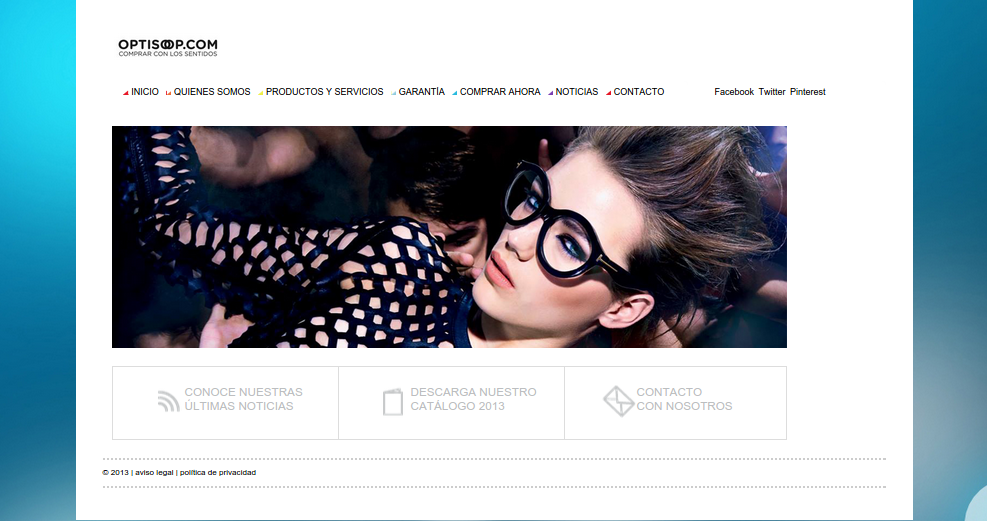 OPTISOOP.COM
COMPRAR CON LOS SENTIDOS
INICIO QUIENES SOMOS PRODUCTOS Y SERVICIOS GARANTÍA COMPRAR AHORA NOTICIAS CONTACTO Facebook Twitter Pinterest
CONOCE NUESTRAS
ÚLTIMAS NOTICIAS
DESCARGA NUESTRO
CATÁLOGO 2013
CONTACTO
CON NOSOTROS
© 2013 | aviso legal | política de privacidad